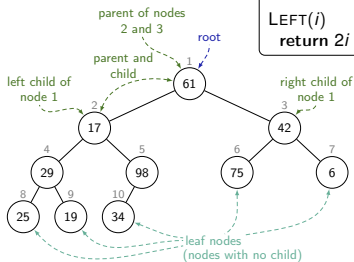 parent of nodes
2 and 3
root
LEFT(i)
return 2i
parent and
child
left child of
node 1
right child of
node 1
1
61
2
17
3
42
4
29
5
98
6
75
7
6
8
25
9
19
10
34
leaf nodes
(nodes with no child)